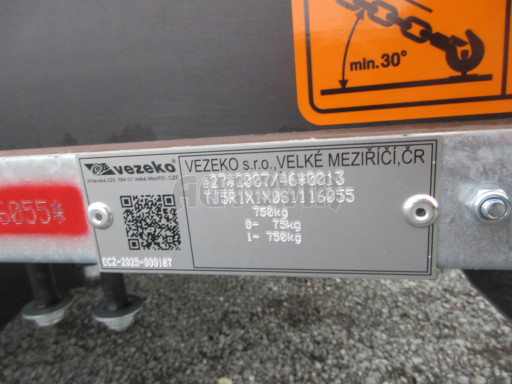 min.30°
vezeko
VEZEKO s.r.o.,VELKÉ MEZIŘÍČÍ,ČR
e27*2007/46*0013
TJ5R1X1X0S1116055
750kg
0- 75kg
1- 750kg
6055*
OCZ-2025-000107